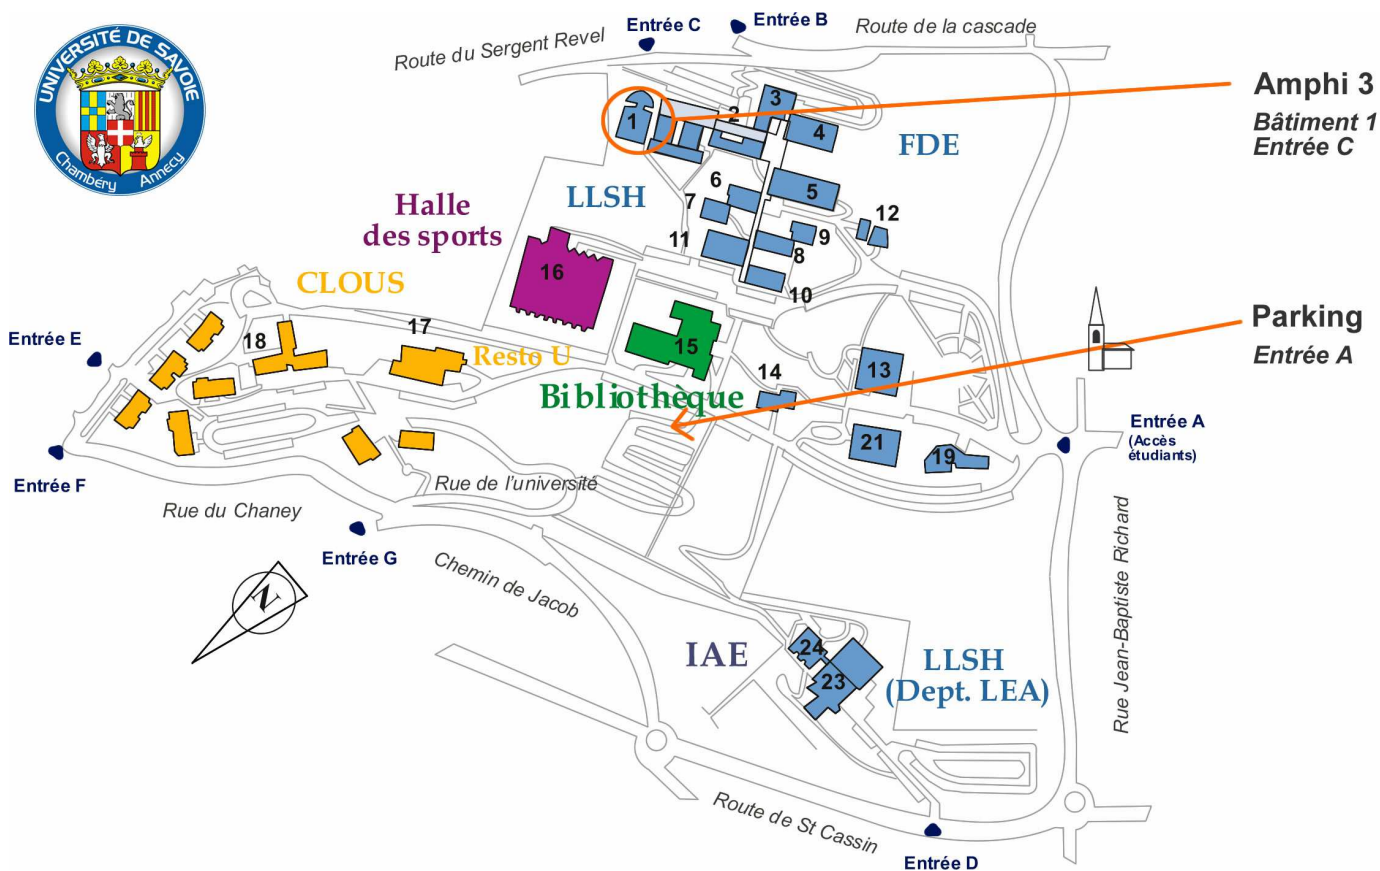 UNIVERSITÉ DE SAVOIE
Chambéry Annecy
Entrée C
Entrée B
Route du Sergent Revel
Route de la cascade
Amphi 3
Bâtiment 1
Entrée C
1
2
3
4
FDE
5
6
7
LLSH
Halle
des sports
8
9
10
11
12
16
CLOUS
17
18
Resto U
15
Bibliothèque
14
13
Parking
Entrée A
Entrée E
Entrée F
21
19
Entrée A
(Accès
étudiants)
Rue de l'université
Rue du Chaney
Entrée G
Chemin de Jacob
N
Rue Jean-Baptiste Richard
IAE
24
23
LLSH
(Dept. LEA)
Route de St Cassin
Entrée D